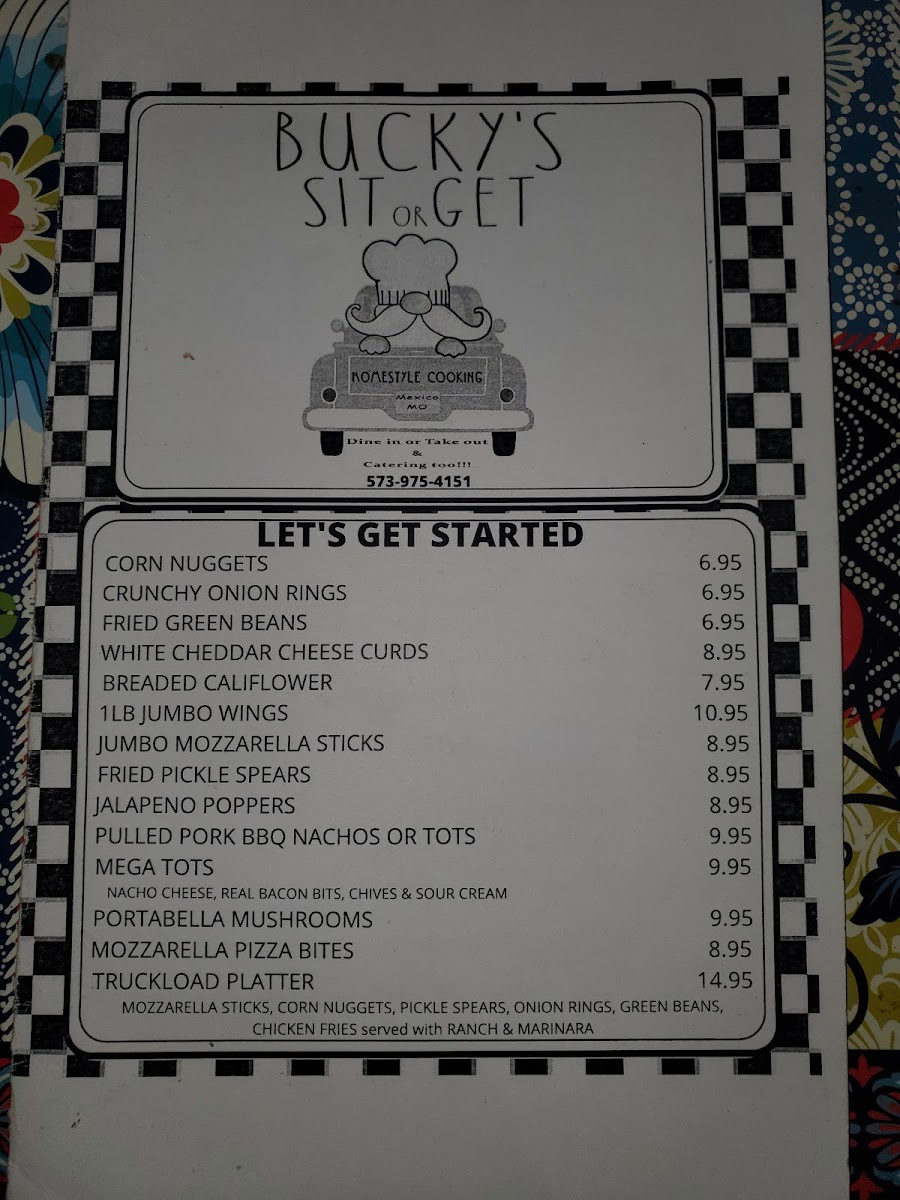 BUCKY'S
SIT OR GET
HOMESTYLE COOKING
Mexico
MO
Dine in or Take out
&
Catering too!!!
573-975-4151
LET'S GET STARTED
CORN NUGGETS 6.95
CRUNCHY ONION RINGS 6.95
FRIED GREEN BEANS 6.95
WHITE CHEDDAR CHEESE CURDS 8.95
BREADED CALIFLOWER 7.95
1LB JUMBO WINGS 10.95
JUMBO MOZZARELLA STICKS 8.95
FRIED PICKLE SPEARS 8.95
JALAPENO POPPERS 8.95
PULLED PORK BBQ NACHOS OR TOTS 9.95
MEGA TOTS 9.95
NACHO CHEESE, REAL BACON BITS, CHIVES & SOUR CREAM
PORTABELLA MUSHROOMS 9.95
MOZZARELLA PIZZA BITES 8.95
TRUCKLOAD PLATTER 14.95
MOZZARELLA STICKS, CORN NUGGETS, PICKLE SPEARS, ONION RINGS, GREEN BEANS,
CHICKEN FRIES served with RANCH & MARINARA